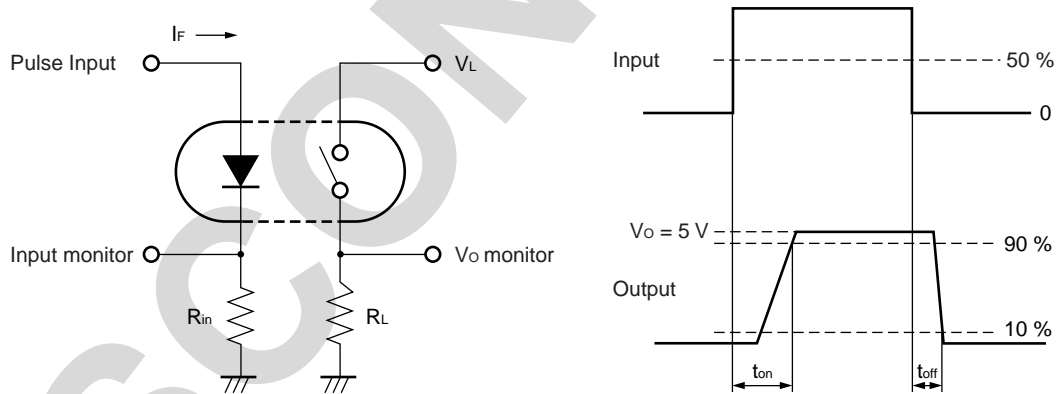 IF
Pulse Input
VL
Input monitor
VO monitor
Rin
RL
Input
50 %
0
VO = 5 V
90 %
Output
10 %
ton
toff